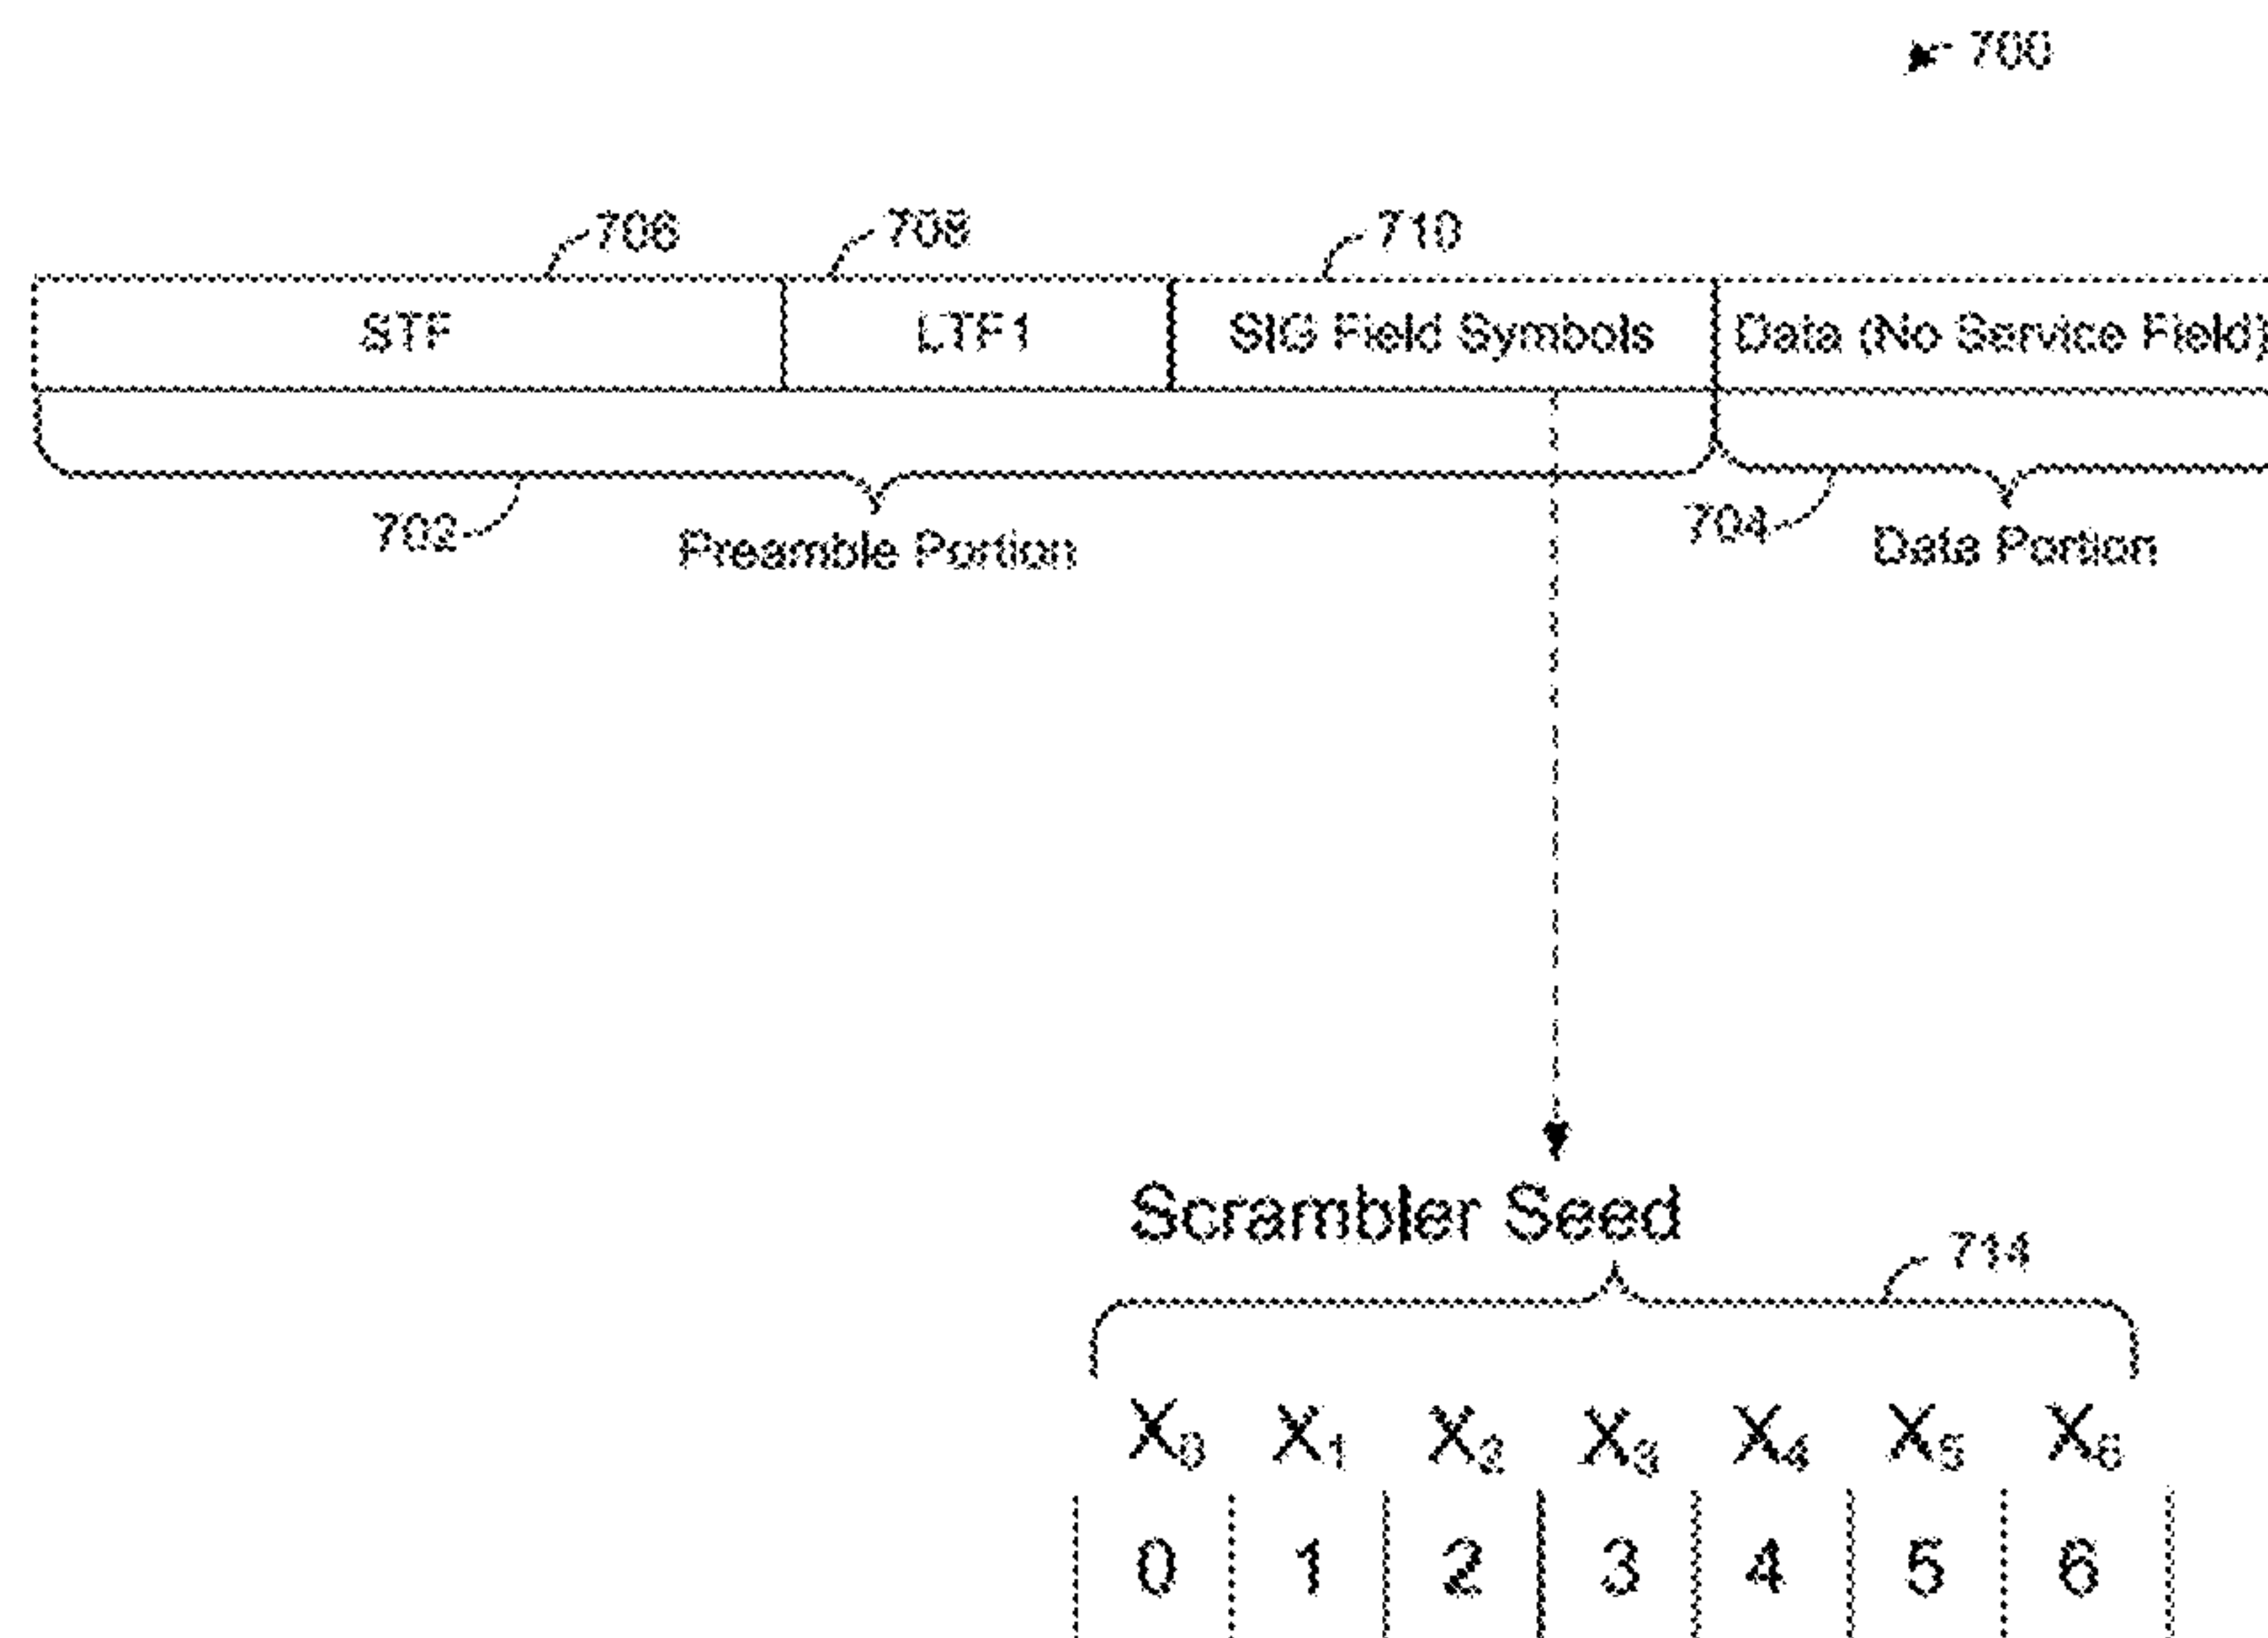 700
706 708 710
STF LTF1 SIG Field Symbols Data (No Service Field)
702 Preamble Portion 704 Data Portion
Scrambler Seed
714
X0 X1 X2 X3 X4 X5 X6
0 1 2 3 4 5 6